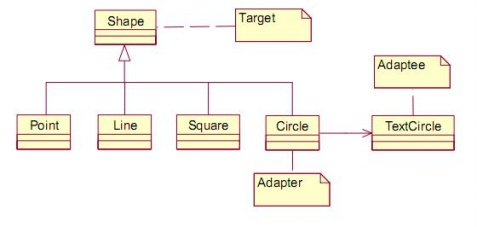 Shape
Target
Adaptee
Point
Line
Square
Circle
TextCircle
Adapter